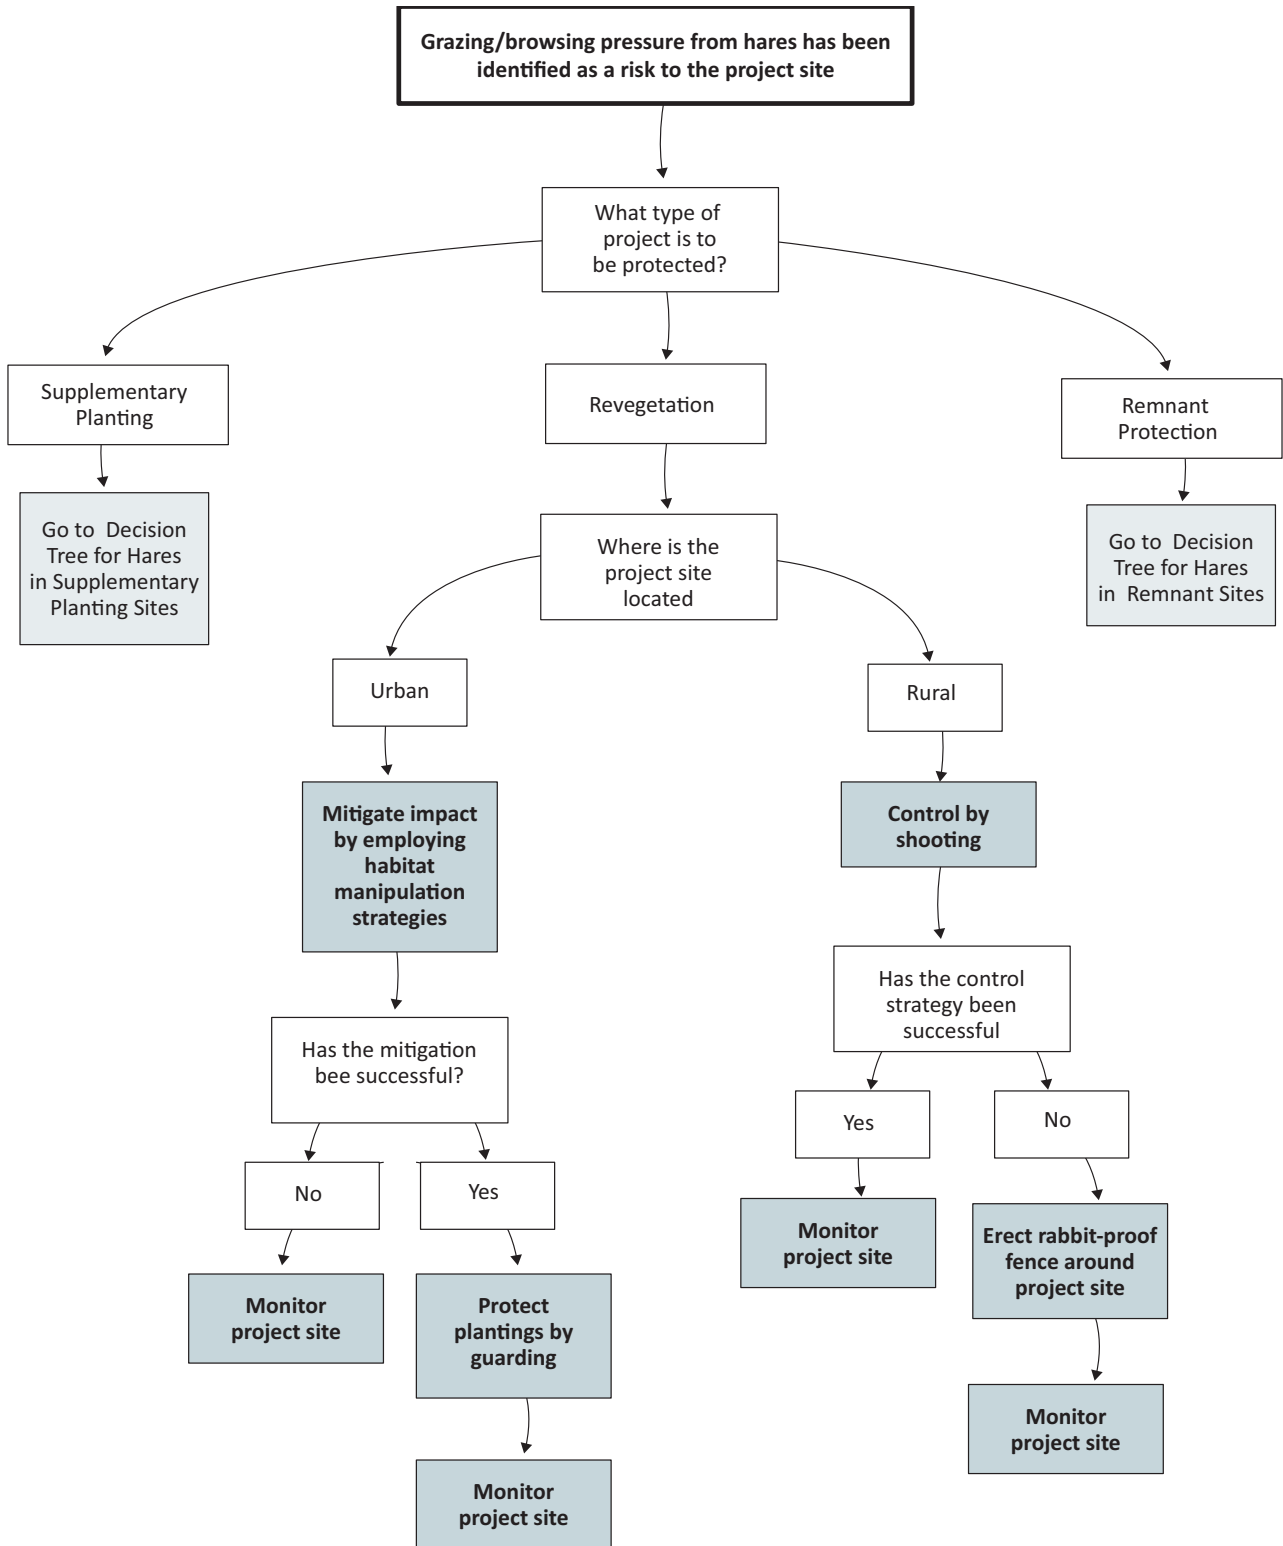 Grazing/browsing pressure from hares has been
identified as a risk to the project site
What type of
project is to
be protected?
Supplementary
Planting
Revegetation
Remnant
Protection
Go to Decision
Tree for Hares
in Supplementary
Planting Sites
Where is the
project site
located
Go to Decision
Tree for Hares
in Remnant Sites
Urban
Rural
Mitigate impact
by employing
habitat
manipulation
strategies
Control by
shooting
Has the mitigation
bee successful?
Has the control
strategy been
successful
No
Yes
Yes
No
Monitor
project site
Protect
plantings by
guarding
Monitor
project site
Monitor
project site
Erect rabbit-proof
fence around
project site
Monitor
project site